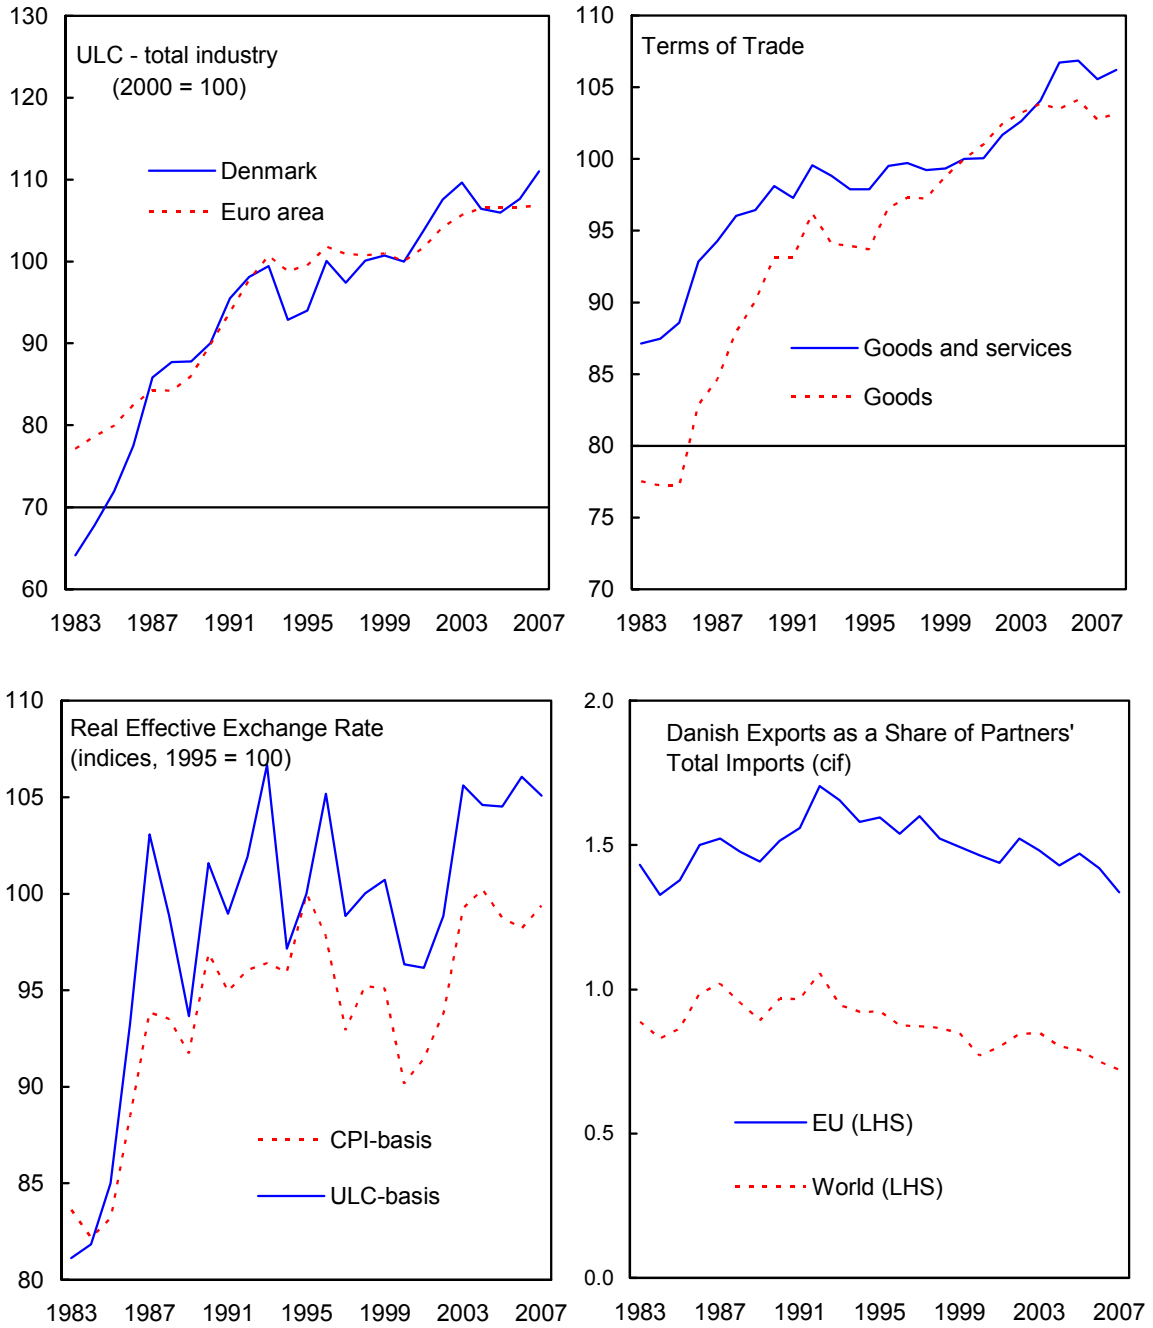 130
120
110
100
90
80
70
60
ULC - total industry
(2000 = 100)
Denmark
Euro area
1983 1987 1991 1995 1999 2003 2007
110
105
100
95
90
85
80
75
70
Terms of Trade
Goods and services
Goods
1983 1987 1991 1995 1999 2003 2007
110
105
100
95
90
85
80
Real Effective Exchange Rate
(indices, 1995 = 100)
CPI-basis
ULC-basis
1983 1987 1991 1995 1999 2003 2007
2.0
1.5
1.0
0.5
0.0
Danish Exports as a Share of Partners'
Total Imports (cif)
EU (LHS)
World (LHS)
1983 1987 1991 1995 1999 2003 2007